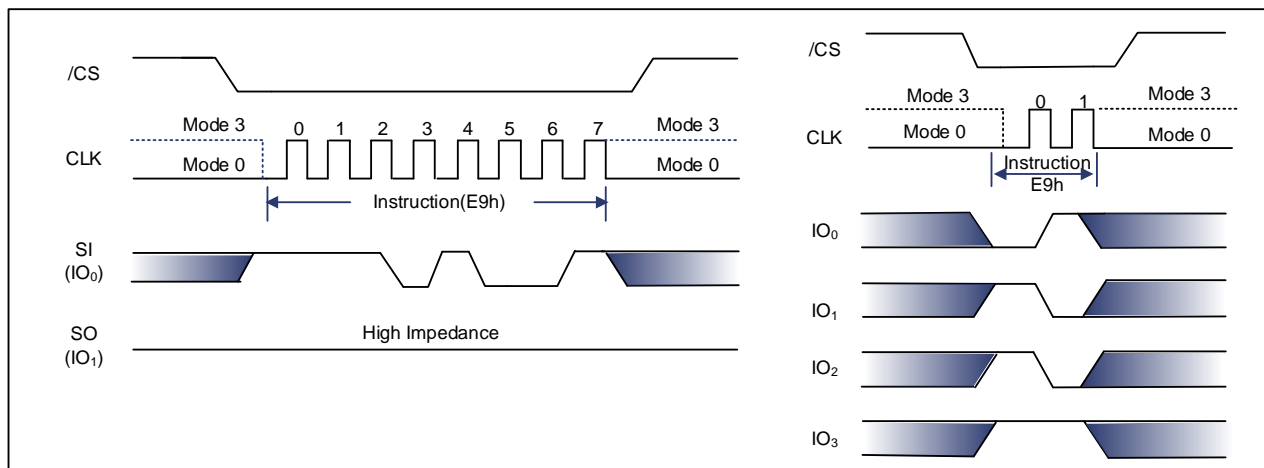 /CS
Mode 3
0 1 2 3 4 5 6 7
Mode 3
CLK
Mode 0
Mode 0
Instruction(E9h)
SI
(IO0)
High Impedance
SO
(IO1)
/CS
Mode 3
0 1
Mode 3
CLK
Mode 0
Mode 0
Instruction
E9h
IO0
IO1
IO2
IO3